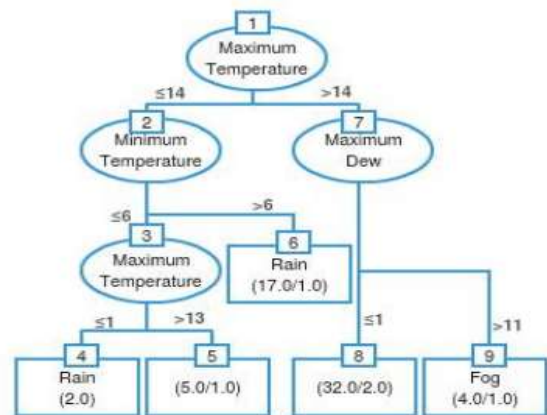 1
Maximum
Temperature
≤14
>14
2
Minimum
Temperature
7
Maximum
Dew
≤6
>6
3
Maximum
Temperature
6
Rain
(17.0/1.0)
≤1
>13
≤1
>11
4
Rain
(2.0)
5
(5.0/1.0)
8
(32.0/2.0)
9
Fog
(4.0/1.0)